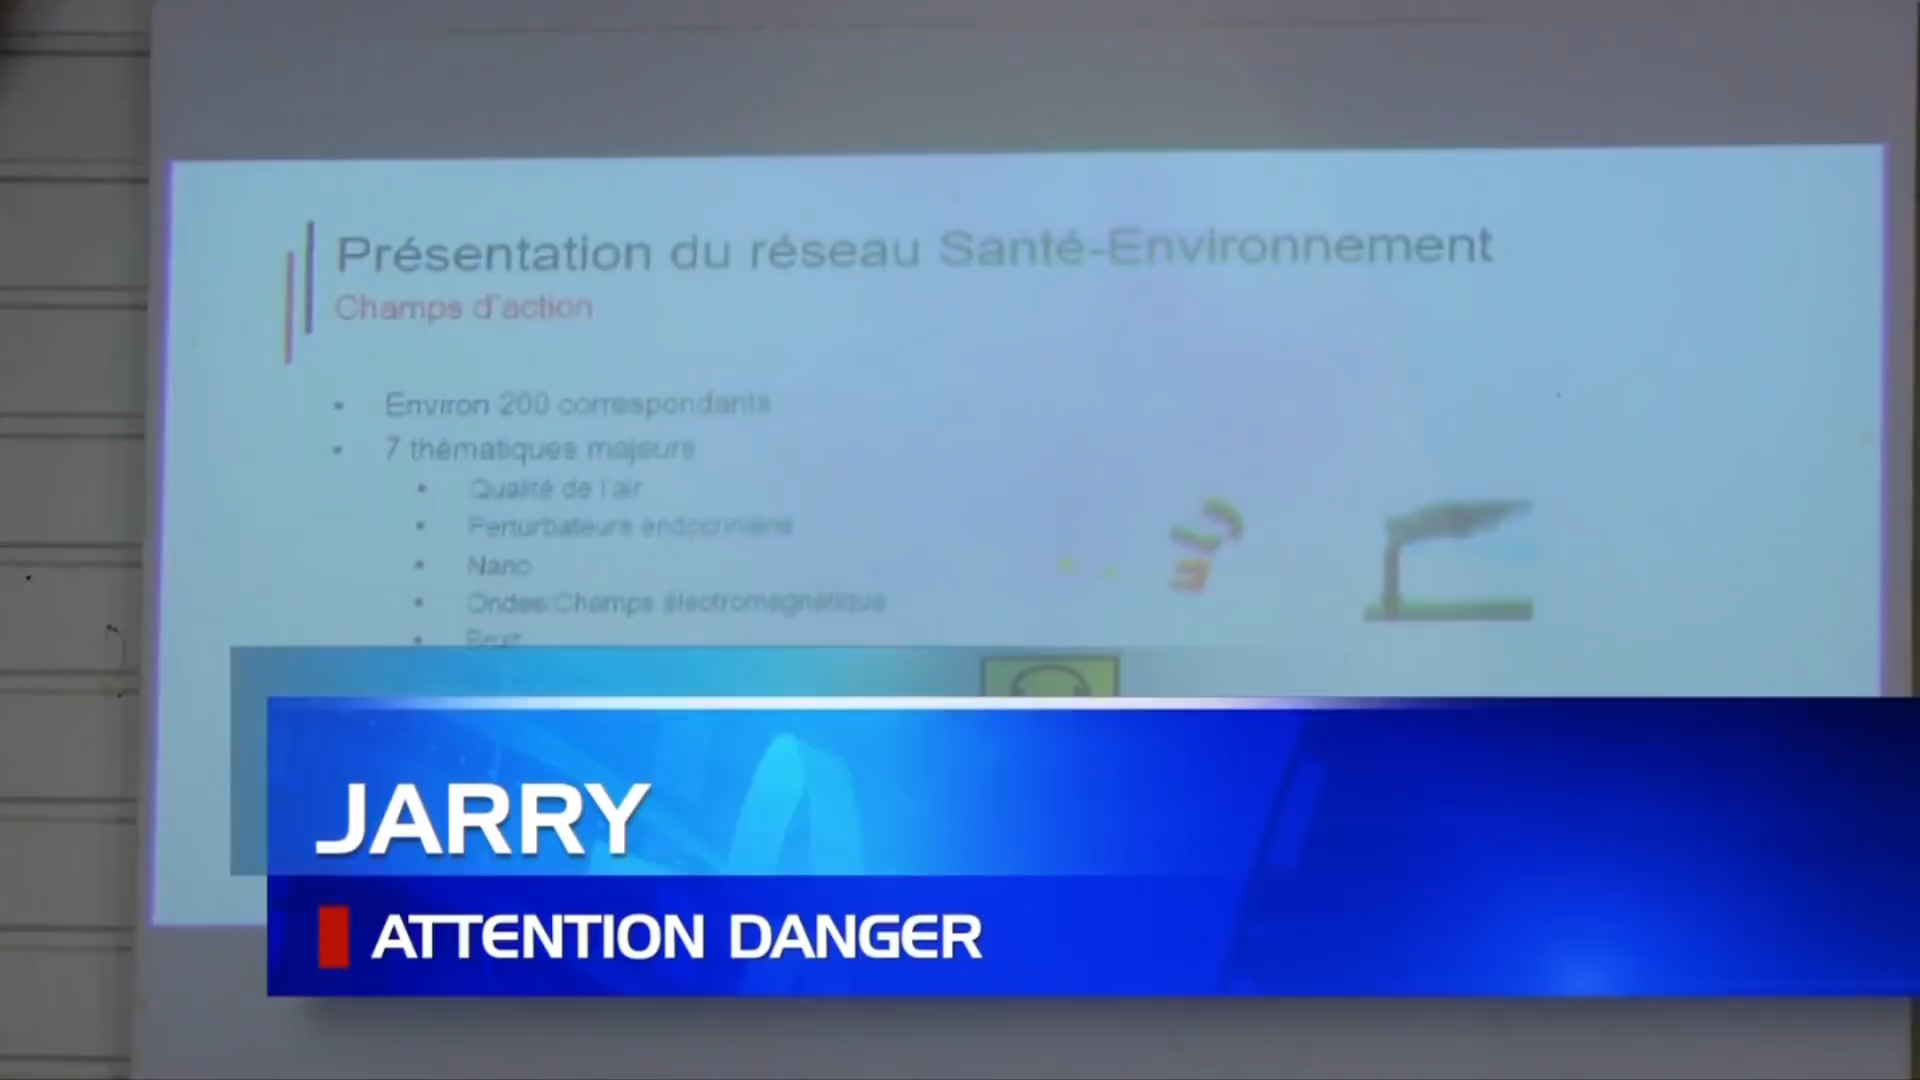 Présentation du réseau Santé-Environnement
Champs d'action
Environ 200 correspondants
7 thématiques majeurs
Qualité de l'air
Perturbateurs endocriniens
Nano
Ondes:Champs électromagnétique
Bruit
JARRY
ATTENTION DANGER